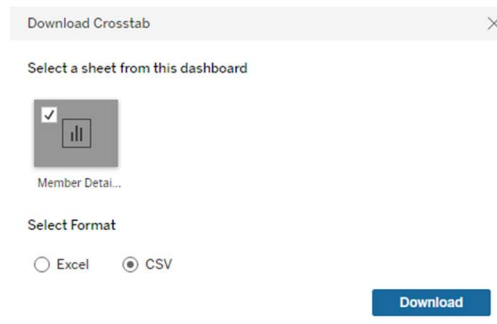 Download Crosstab
Select a sheet from this dashboard
Member Detai...
Select Format
Excel CSV
Download